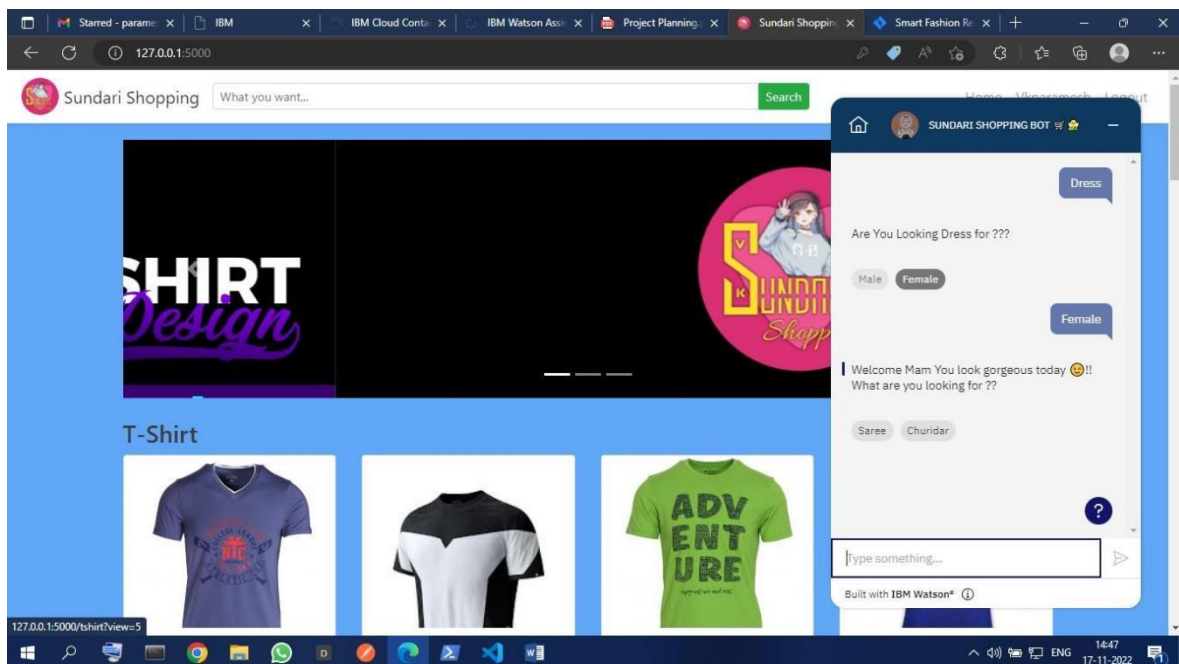 Starred - parame
IBM
IBM Cloud Conta
IBM Watson Assi
Project Planning.
Sundari Shopping
Smart Fashion Re
127.0.0.1:5000
Sundari Shopping
What you want...
Search
Home Vkparamesh Logout
SHIRT
Design
V
K
Shopp
T-Shirt
ADV
ENT
URE
SUNDARI SHOPPING BOT 🛒
Dress
Are You Looking Dress for ???
Male Female
Female
Welcome Mam You look gorgeous today 😉!!
What are you looking for ??
Saree Churidar
?
Type something...
Built with IBM Watson®
127.0.0.1:5000/tshirt?view=5
ENG
14:47
17-11-2022